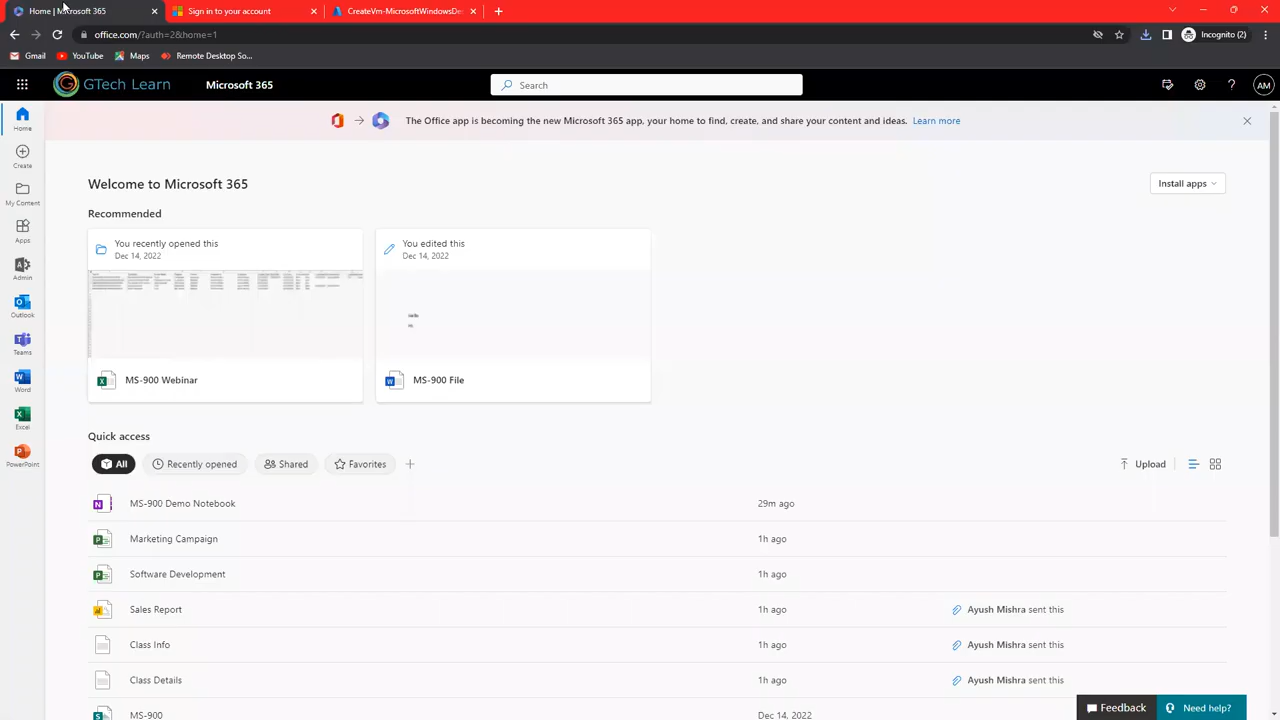 Home | Microsoft 365
Sign in to your account
CreateVm-MicrosoftWindowsDe
office.com/?auth=2&home=1
Incognito (2)
Gmail
YouTube
Maps
Remote Desktop So...
GTech Learn
Microsoft 365
Search
AM
Home
The Office app is becoming the new Microsoft 365 app, your home to find, create, and share your content and ideas. Learn more
Create
My Content
Apps
Admin
Outlook
Teams
Word
Excel
PowerPoint
Welcome to Microsoft 365
Install apps
Recommended
You recently opened this
Dec 14, 2022
MS-900 Webinar
You edited this
Dec 14, 2022
Hello
MS-900 File
Quick access
All
Recently opened
Shared
Favorites
Upload
MS-900 Demo Notebook 29m ago
Marketing Campaign 1h ago
Software Development 1h ago
Sales Report 1h ago Ayush Mishra sent this
Class Info 1h ago Ayush Mishra sent this
Class Details 1h ago Ayush Mishra sent this
MS-900 Dec 14, 2022
Feedback
Need help?